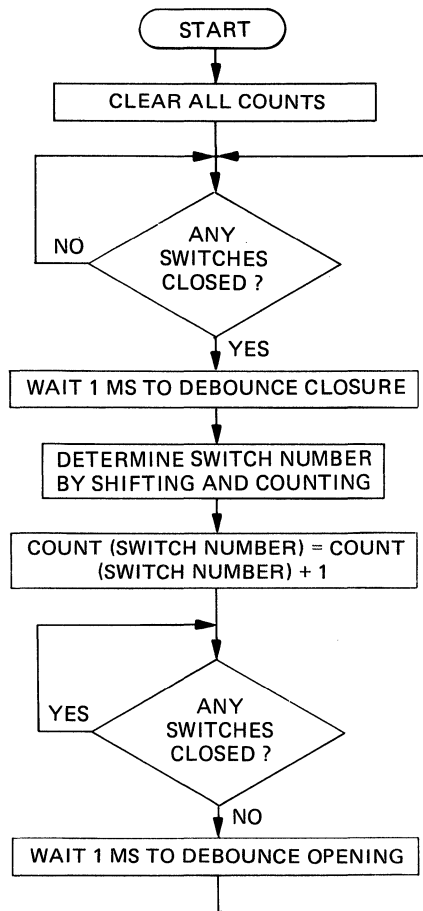 START
CLEAR ALL COUNTS
NO
ANY
SWITCHES
CLOSED ?
YES
WAIT 1 MS TO DEBOUNCE CLOSURE
DETERMINE SWITCH NUMBER
BY SHIFTING AND COUNTING
COUNT (SWITCH NUMBER) = COUNT
(SWITCH NUMBER) + 1
YES
ANY
SWITCHES
CLOSED ?
NO
WAIT 1 MS TO DEBOUNCE OPENING